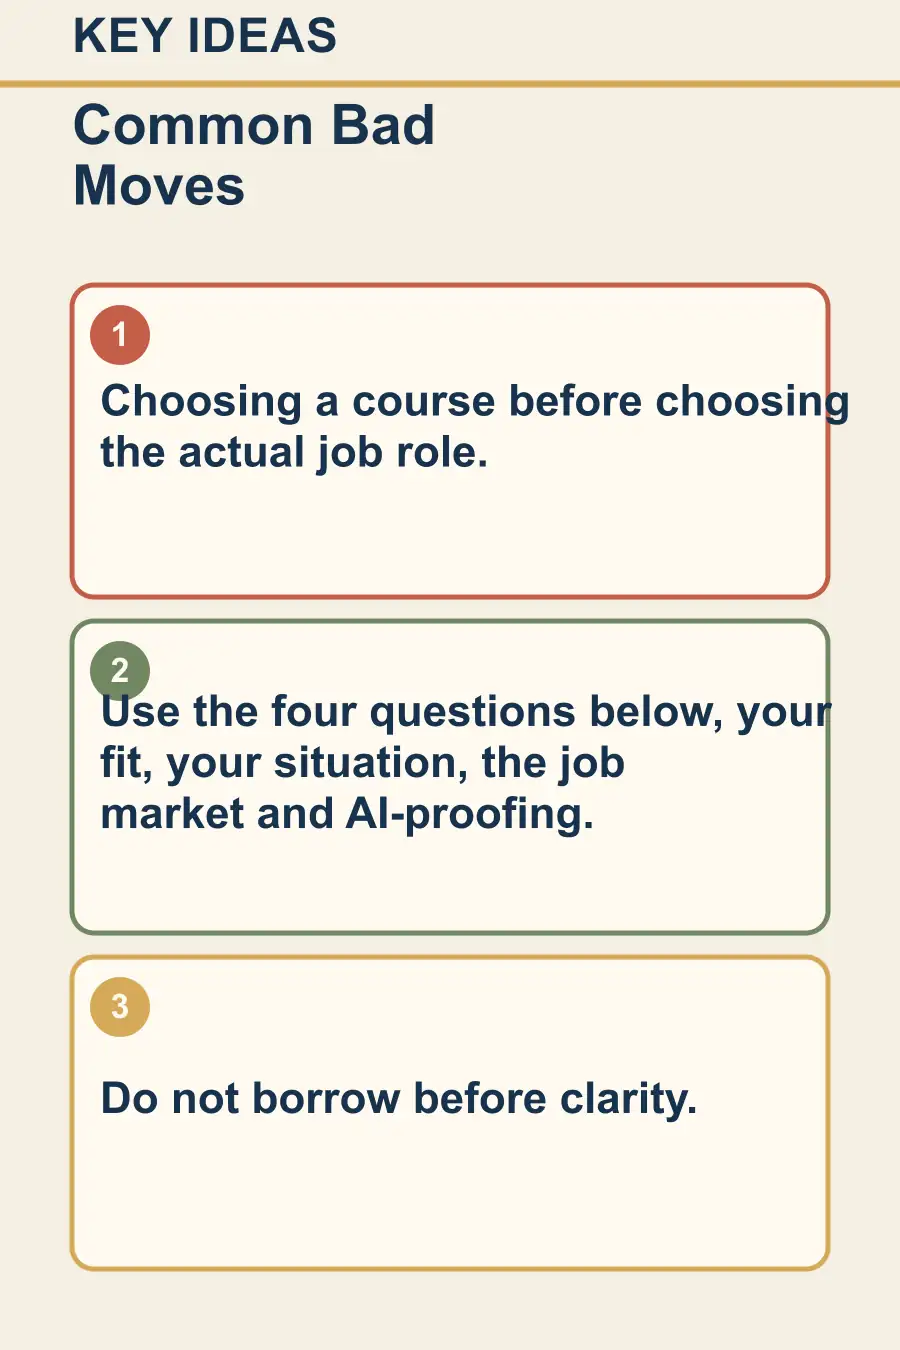 KEY IDEAS
Common Bad
Moves
1
Choosing a course before choosing
the actual job role.
2
Use the four questions below, your
fit, your situation, the job
market and AI-proofing.
3
Do not borrow before clarity.